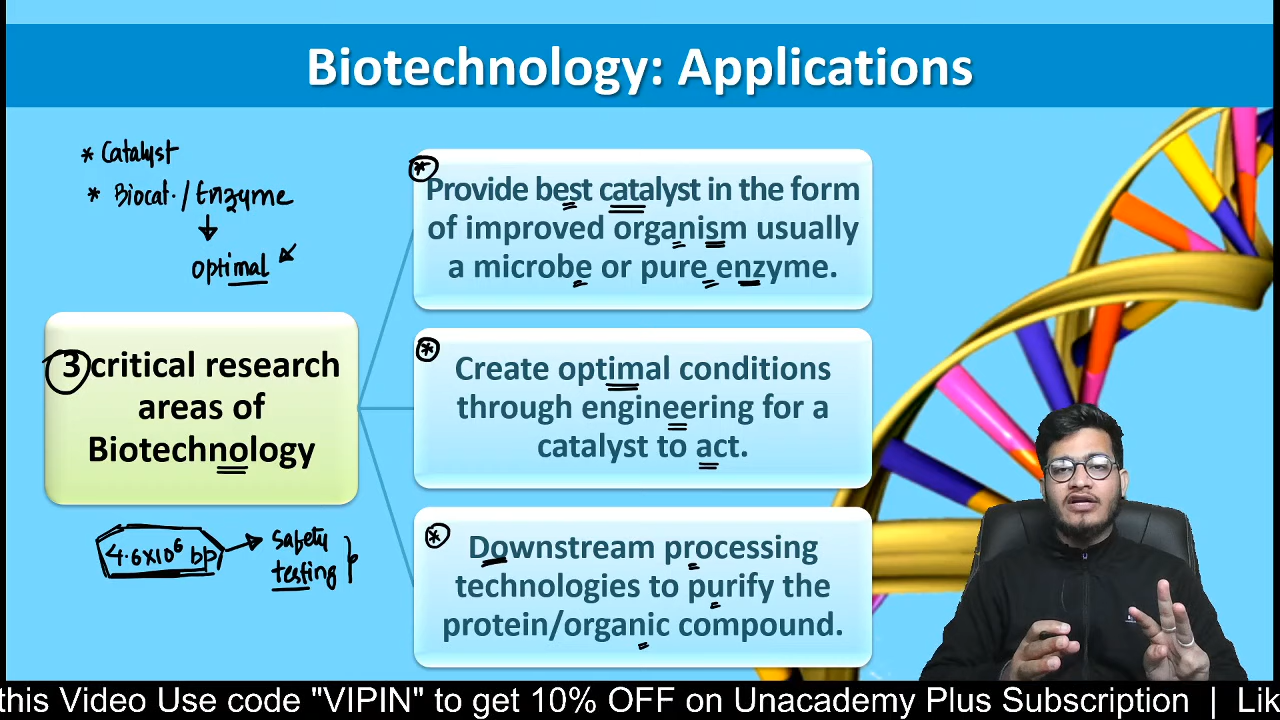 Biotechnology: Applications
* Catalyst
* Biocat. / Enzyme
optimal
3 critical research
areas of
Biotechnology
4.6x10⁶ bp
safety
testing
* Provide best catalyst in the form
of improved organism usually
a microbe or pure enzyme.
* Create optimal conditions
through engineering for a
catalyst to act.
* Downstream processing
technologies to purify the
protein/organic compound.
this Video Use code "VIPIN" to get 10% OFF on Unacademy Plus Subscription | Lik